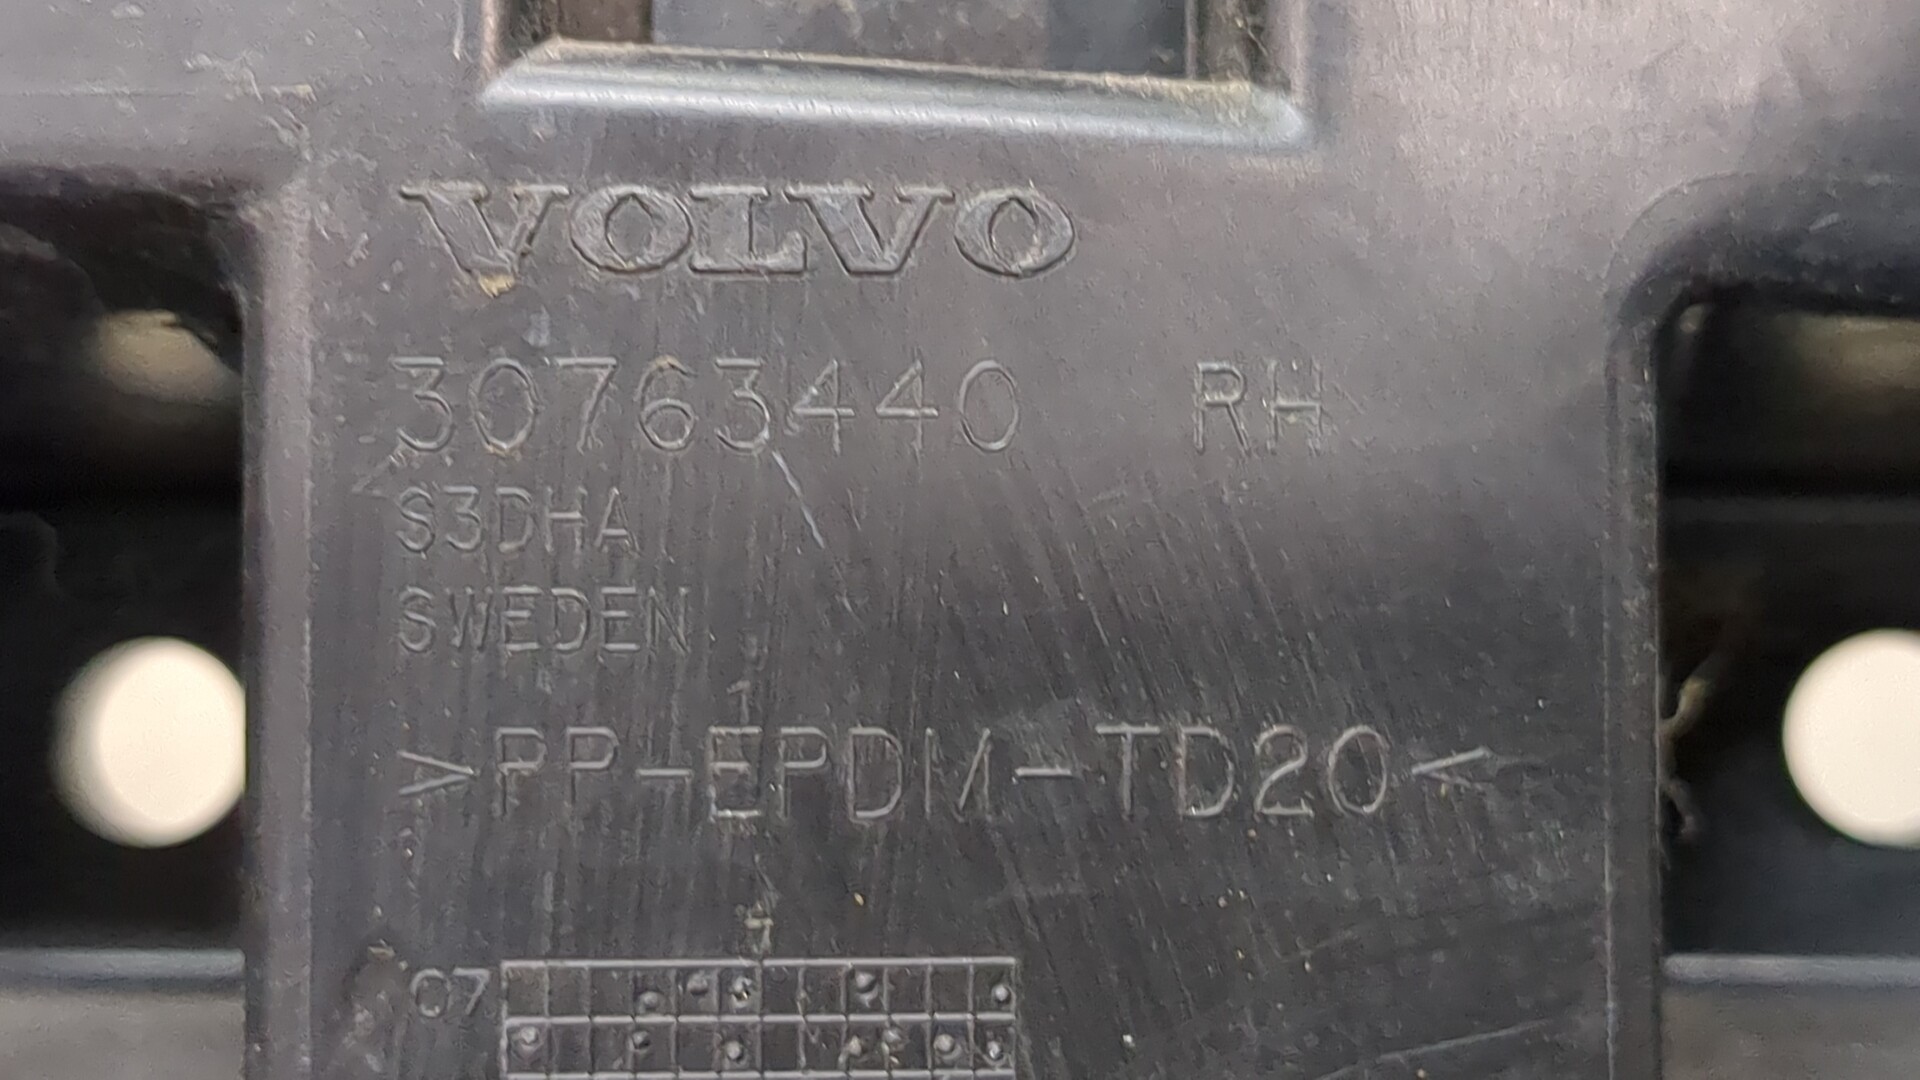 VOLVO
30763440 RH
S3DHA
SWEDEN
>PP-EPDM-TD20<
07